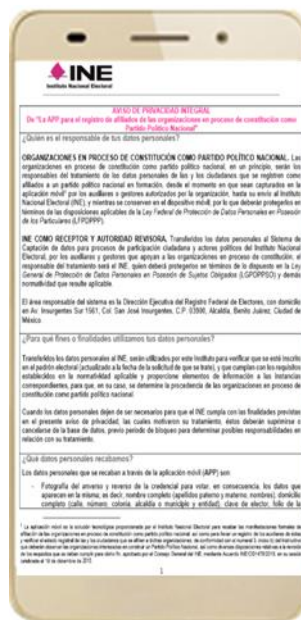 INE
Instituto Nacional Electoral
AVISO DE PRIVACIDAD INTEGRAL
De "La APP para el registro de afiliados de las organizaciones en proceso de constitución como
Partido Político Nacional"
¿Quién es el responsable de tus datos personales?
ORGANIZACIONES EN PROCESO DE CONSTITUCIÓN COMO PARTIDO POLÍTICO NACIONAL. Las
organizaciones en proceso de constitución como partido político nacional, en un principio, serán los
responsables del tratamiento de los datos personales de las y los ciudadanos que se registren como
afiliados a un partido político nacional en formación, desde el momento en que sean capturados en la
aplicación móvil¹ por los auxiliares o gestores autorizados por la organización, hasta su envío al Instituto
Nacional Electoral (INE), y mientras se conserven en el dispositivo móvil; por lo que deberán protegerlos en
términos de las disposiciones aplicables de la Ley Federal de Protección de Datos Personales en Posesión
de los Particulares (LFPDPPP).
INE COMO RECEPTOR Y AUTORIDAD REVISORA. Transferidos los datos personales al Sistema de
Captación de datos para procesos de participación ciudadana y actores políticos del Instituto Nacional
Electoral, por los auxiliares y gestores que apoyan a las organizaciones en proceso de constitución, el
responsable del tratamiento será el INE, quien deberá protegerlos en términos de lo dispuesto en la Ley
General de Protección de Datos Personales en Posesión de Sujetos Obligados (LGPDPPSO) y demás
normatividad que resulte aplicable.
El área responsable del sistema es la Dirección Ejecutiva del Registro Federal de Electores, con domicilio
en Av. Insurgentes Sur 1561, Col. San José Insurgentes, C.P. 03900, Alcaldía, Benito Juárez, Ciudad de
México.
¿Para qué fines o finalidades utilizamos tus datos personales?
Transferidos los datos personales al INE, serán utilizados por este Instituto para verificar que se esté inscrito
en el padrón electoral (actualizado a la fecha de la solicitud de que se trate), y que cumplan con los requisitos
establecidos en la normatividad aplicable y proporcione elementos de información a las instancias
correspondientes, para que, en su caso, se determine la procedencia de las organizaciones en proceso de
constitución como partido político nacional.
Cuando los datos personales dejen de ser necesarios para que el INE cumpla con las finalidades previstas
en el presente aviso de privacidad, las cuales motivaron su tratamiento, éstos deberán suprimirse o
cancelarse de la base de datos, previo periodo de bloqueo para determinar posibles responsabilidades en
relación con su tratamiento.
¿Qué datos personales recabamos?
Los datos personales que se recaban a través de la aplicación móvil (APP) son:
- Fotografía del anverso y reverso de la credencial para votar, en consecuencia, los datos que
aparecen en la misma, es decir, nombre completo (apellidos paterno y materno, nombres), domicilio
completo (calle, número, colonia, alcaldía o municipio y entidad), clave de elector, folio de la
1